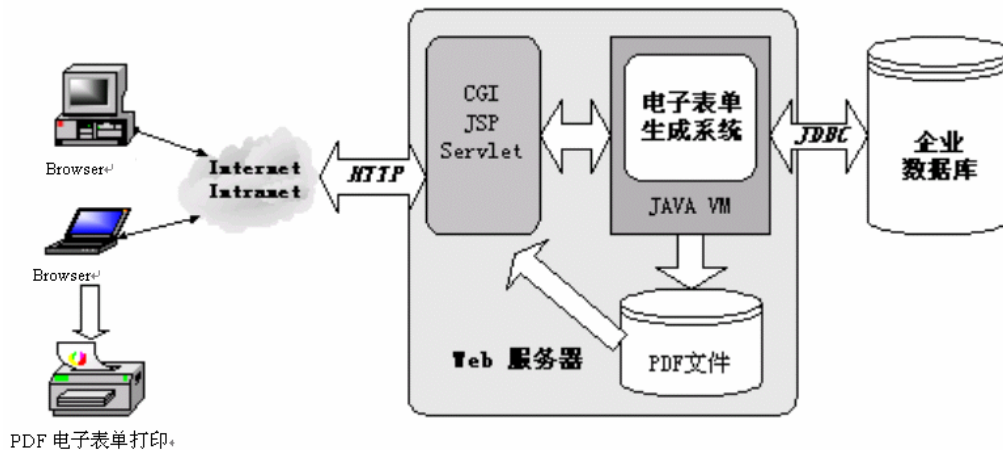 Browser
Internet
Intranet
Browser
PDF 电子表单打印
HTTP
CGI
JSP
Servlet
电子表单
生成系统
JAVA VM
JDBC
企业
数据库
Web 服务器
PDF文件